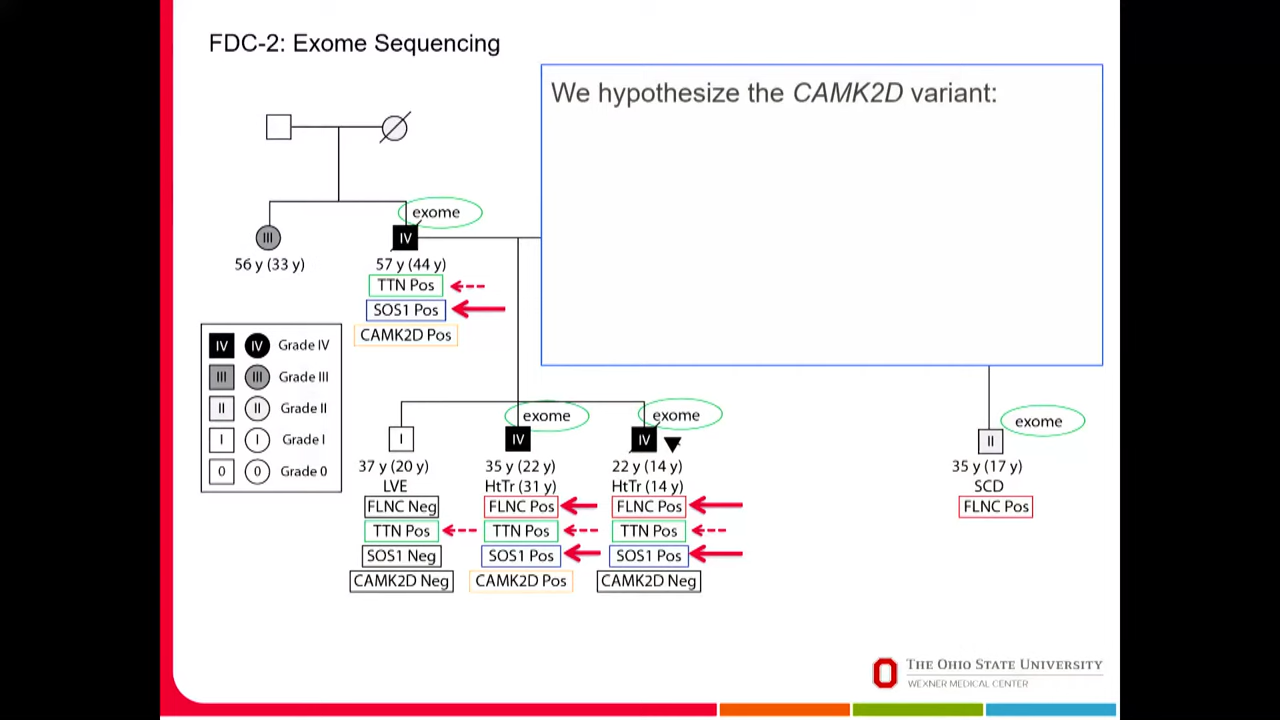 FDC-2: Exome Sequencing
We hypothesize the CAMK2D variant:
exome
III
IV
56 y (33 y)
57 y (44 y)
TTN Pos
SOS1 Pos
CAMK2D Pos
IV IV Grade IV
III III Grade III
II II Grade II
I I Grade I
0 0 Grade 0
exome
exome
exome
I
IV
IV
II
37 y (20 y)
35 y (22 y)
22 y (14 y)
35 y (17 y)
LVE
HtTr (31 y)
HtTr (14 y)
SCD
FLNC Neg
FLNC Pos
FLNC Pos
FLNC Pos
TTN Pos
TTN Pos
TTN Pos
SOS1 Neg
SOS1 Pos
SOS1 Pos
CAMK2D Neg
CAMK2D Pos
CAMK2D Neg
THE OHIO STATE UNIVERSITY
WEXNER MEDICAL CENTER